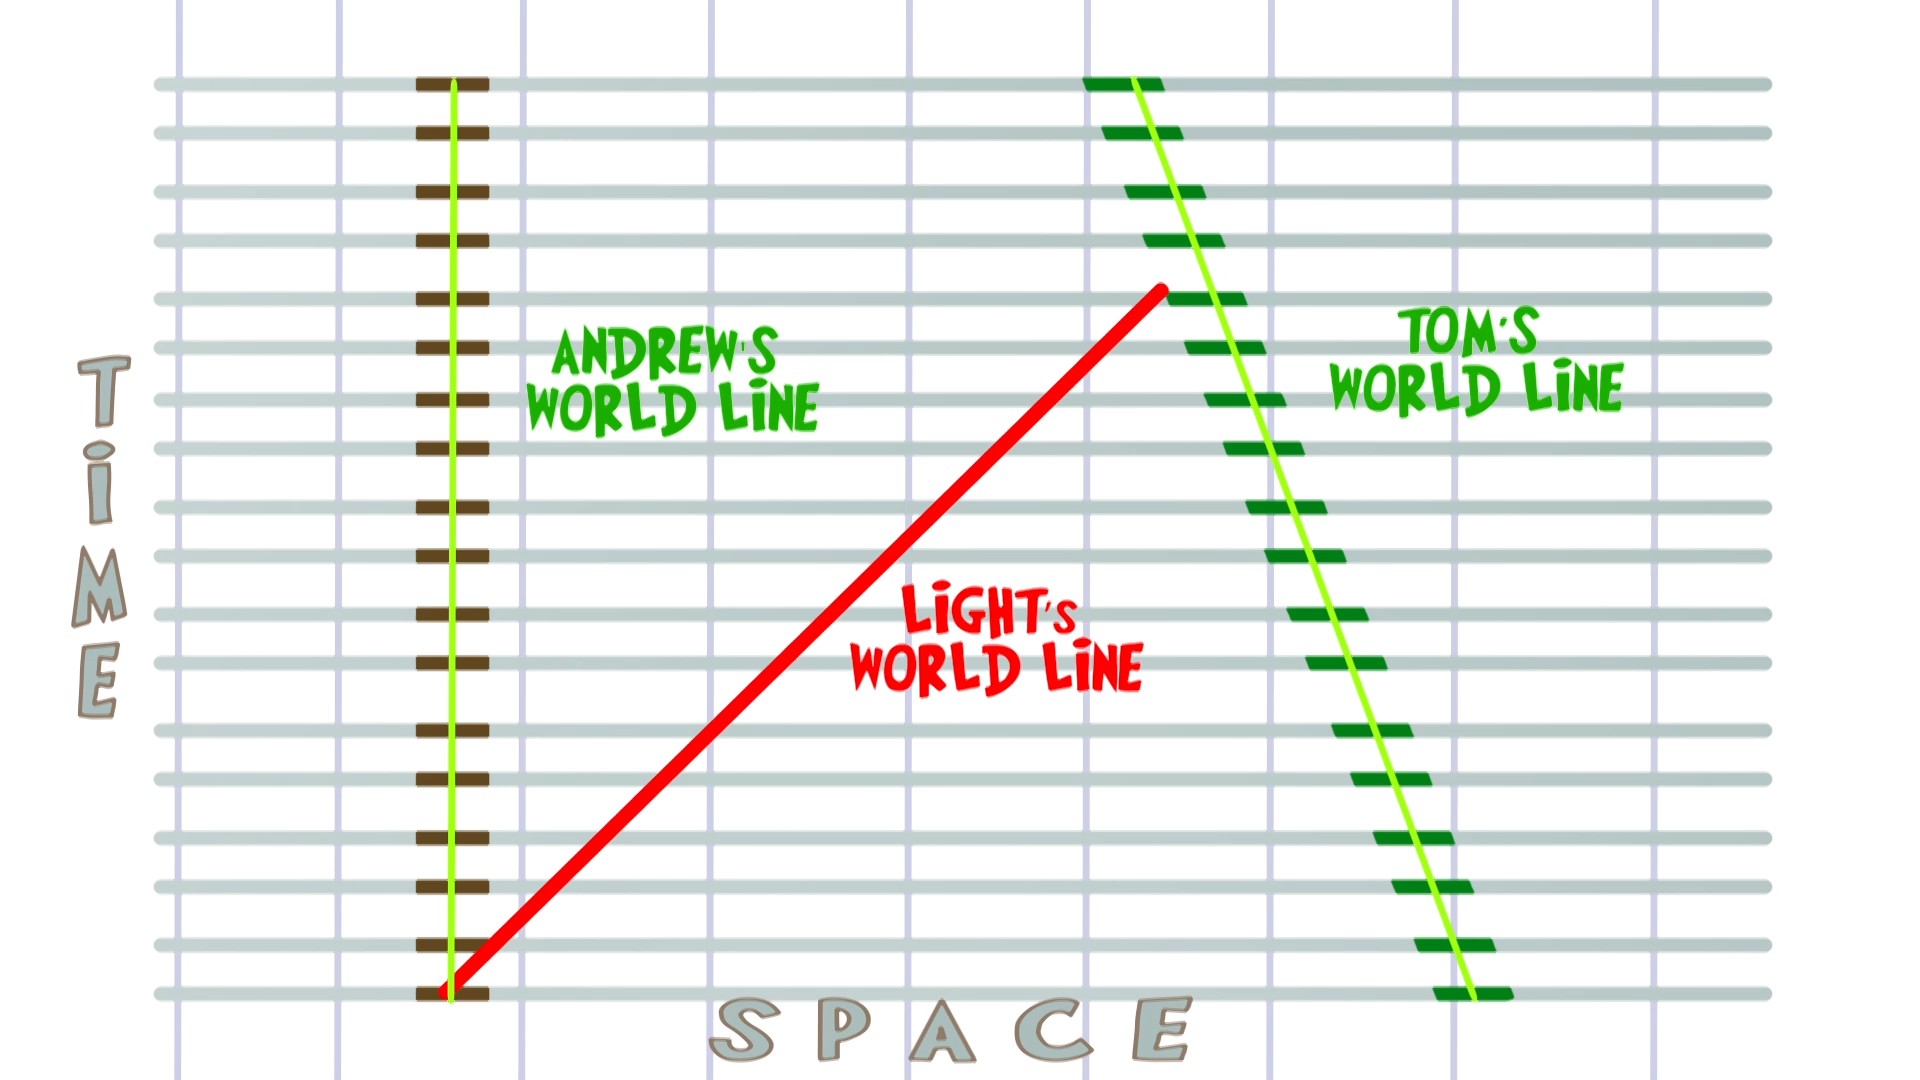 ANDREW'S
WORLD LiNE
TOM'S
WORLD LiNE
TiME
LiGHT'S
WORLD LiNE
SPACE